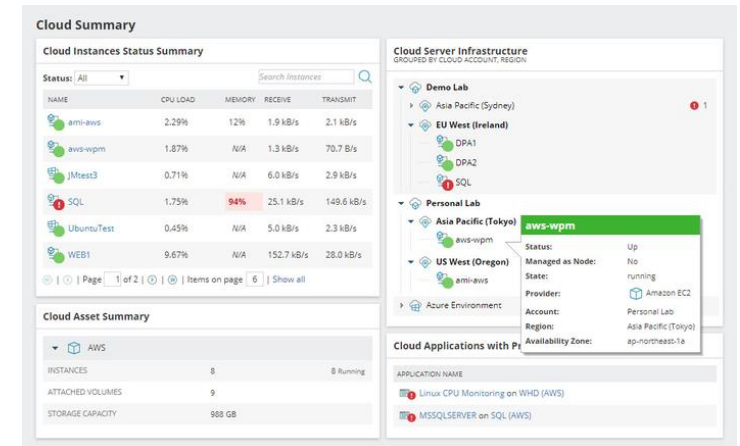 Cloud Summary
Cloud Instances Status Summary
Status: All
Search Instances
NAME CPU LOAD MEMORY RECEIVE TRANSMIT
ami-aws 2.29% 12% 1.9 kB/s 2.1 kB/s
aws-wpm 1.87% N/A 1.3 kB/s 70.7 B/s
JMtest3 0.71% N/A 6.0 kB/s 2.9 kB/s
SQL 1.75% 94% 25.1 kB/s 149.6 kB/s
UbuntuTest 0.45% N/A 5.0 kB/s 2.3 kB/s
WEB1 9.67% N/A 152.7 kB/s 28.0 kB/s
| | Page 1 of 2 | | | Items on page 6 | Show all
Cloud Asset Summary
AWS
INSTANCES 8 8 Running
ATTACHED VOLUMES 9
STORAGE CAPACITY 988 GB
Cloud Server Infrastructure
GROUPED BY CLOUD ACCOUNT, REGION
Demo Lab
Asia Pacific (Sydney) 1
EU West (Ireland)
DPA1
DPA2
SQL
Personal Lab
Asia Pacific (Tokyo)
aws-wpm
US West (Oregon)
ami-aws
Azure Environment
aws-wpm
Status: Up
Managed as Node: No
State: running
Provider: Amazon EC2
Account: Personal Lab
Region: Asia Pacific (Tokyo)
Availability Zone: ap-northeast-1a
Cloud Applications with Pr
APPLICATION NAME
Linux CPU Monitoring on WHD (AWS)
MSSQLSERVER on SQL (AWS)